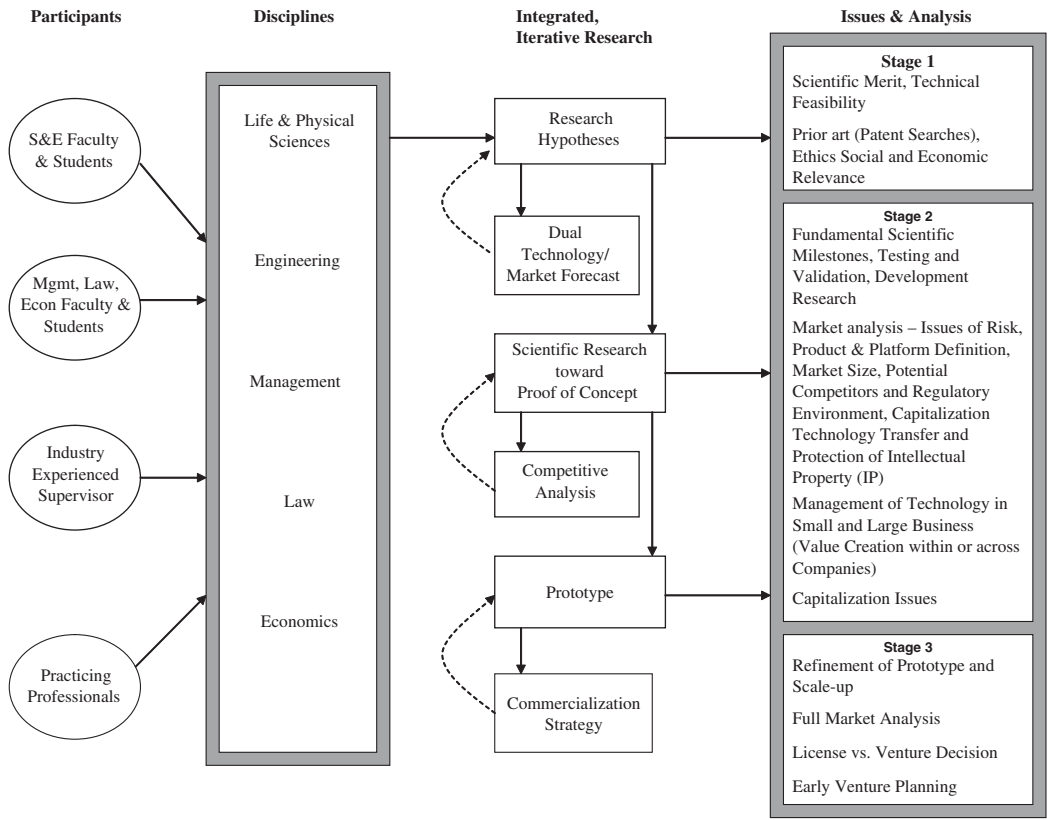 Participants
Disciplines
Integrated,
Iterative Research
Issues & Analysis
S&E Faculty
& Students
Mgmt, Law,
Econ Faculty &
Students
Industry
Experienced
Supervisor
Practicing
Professionals
Life & Physical
Sciences
Engineering
Management
Law
Economics
Research
Hypotheses
Dual
Technology/
Market Forecast
Scientific Research
toward
Proof of Concept
Competitive
Analysis
Prototype
Commercialization
Strategy
Stage 1
Scientific Merit, Technical
Feasibility
Prior art (Patent Searches),
Ethics Social and Economic
Relevance
Stage 2
Fundamental Scientific
Milestones, Testing and
Validation, Development
Research
Market analysis – Issues of Risk,
Product & Platform Definition,
Market Size, Potential
Competitors and Regulatory
Environment, Capitalization
Technology Transfer and
Protection of Intellectual
Property (IP)
Management of Technology in
Small and Large Business
(Value Creation within or across
Companies)
Capitalization Issues
Stage 3
Refinement of Prototype and
Scale-up
Full Market Analysis
License vs. Venture Decision
Early Venture Planning